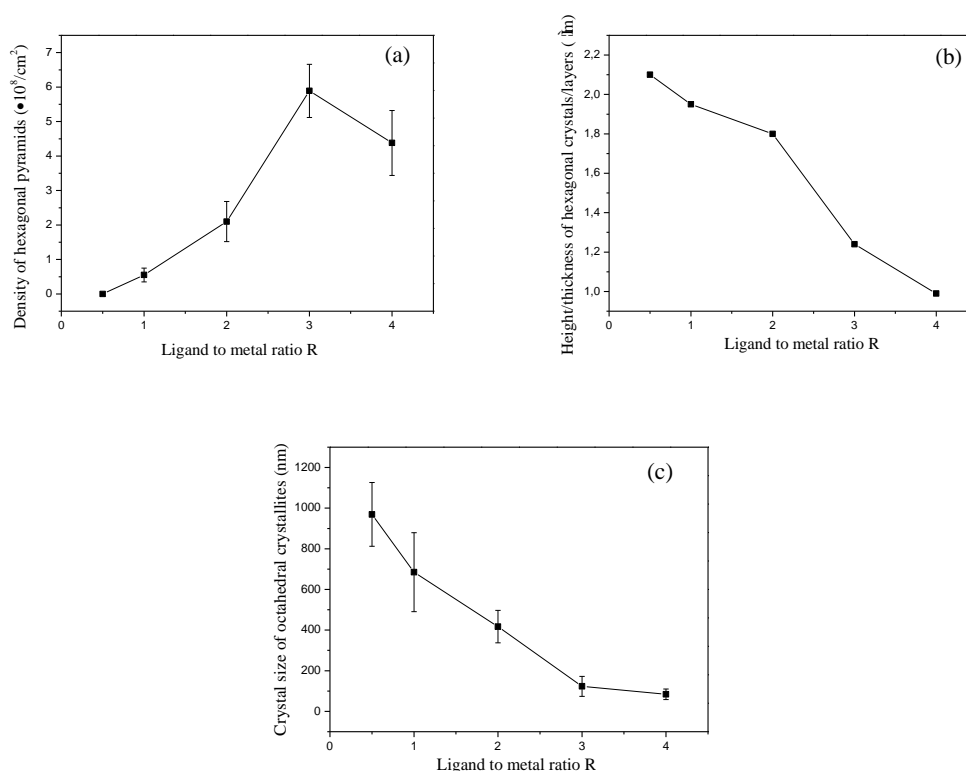 (a)
Density of hexagonal pyramids (●10⁸/cm²)
7
6
5
4
3
2
1
0
0 1 2 3 4
Ligand to metal ratio R
(b)
Height/thickness of hexagonal crystals/layers (
2,2
2,0
1,8
1,6
1,4
1,2
1,0
0 1 2 3 4
Ligand to metal ratio R
(c)
Crystal size of octahedral crystallites (nm)
1200
1000
800
600
400
200
0
0 1 2 3 4
Ligand to metal ratio R